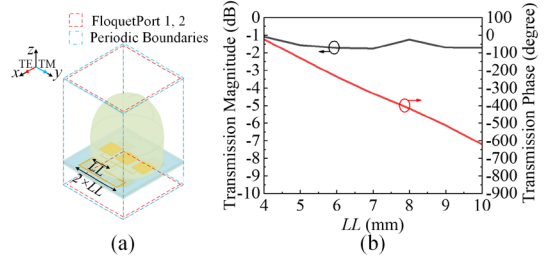 FloquetPort 1, 2
Periodic Boundaries
z
TE TM
x y
LL
2×LL
(a)
Transmission Magnitude (dB)
0
-1
-2
-3
-4
-5
-6
-7
-8
-9
-10
4 5 6 7 8 9 10
LL (mm)
100
0
-100
-200
-300
-400
-500
-600
-700
-800
-900
Transmission Phase (degree)
(b)